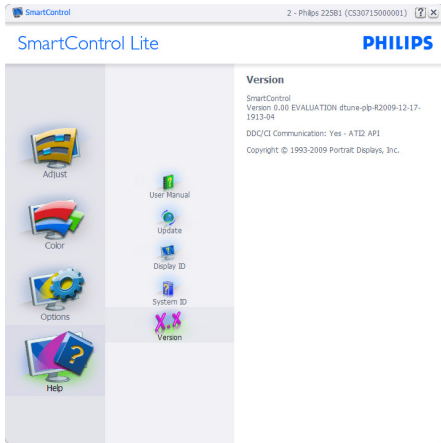 SmartControl
2 - Philips 225B1 (CS30715000001) ? X
SmartControl Lite
PHILIPS
Version
SmartControl
Version 0.00 EVALUATION dtune-plp-R2009-12-17-
1913-04
DDC/CI Communication: Yes - ATI2 API
Copyright © 1993-2009 Portrait Displays, Inc.
Adjust
Color
Options
?
Help
?
User Manual
Update
Display ID
?
System ID
X.X
Version